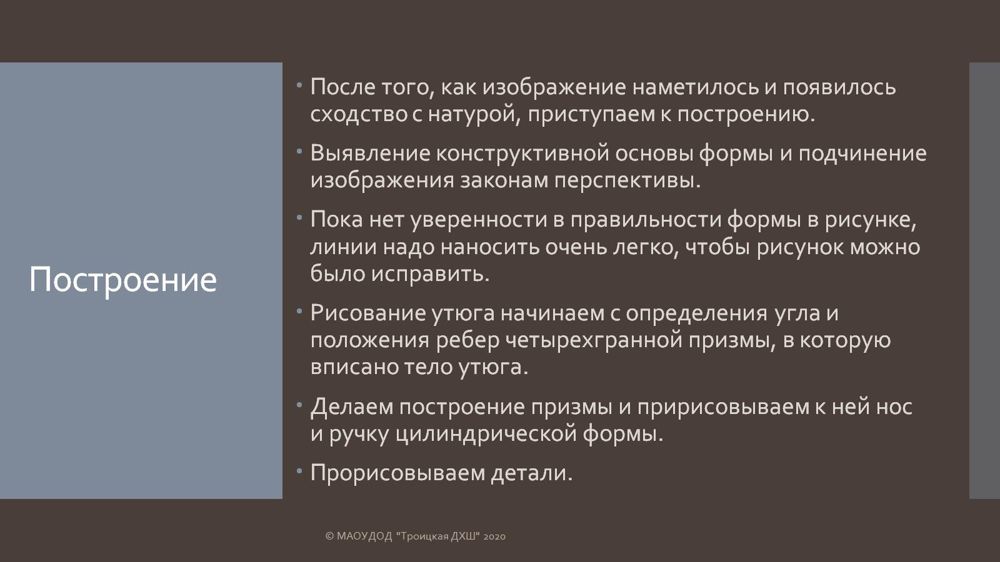 Построение
• После того, как изображение наметилось и появилось
сходство с натурой, приступаем к построению.
• Выявление конструктивной основы формы и подчинение
изображения законам перспективы.
• Пока нет уверенности в правильности формы в рисунке,
линии надо наносить очень легко, чтобы рисунок можно
было исправить.
• Рисование утюга начинаем с определения угла и
положения ребер четырехгранной призмы, в которую
вписано тело утюга.
• Делаем построение призмы и пририсовываем к ней нос
и ручку цилиндрической формы.
• Прорисовываем детали.
© МАОУДОД "Троицкая ДХШ" 2020